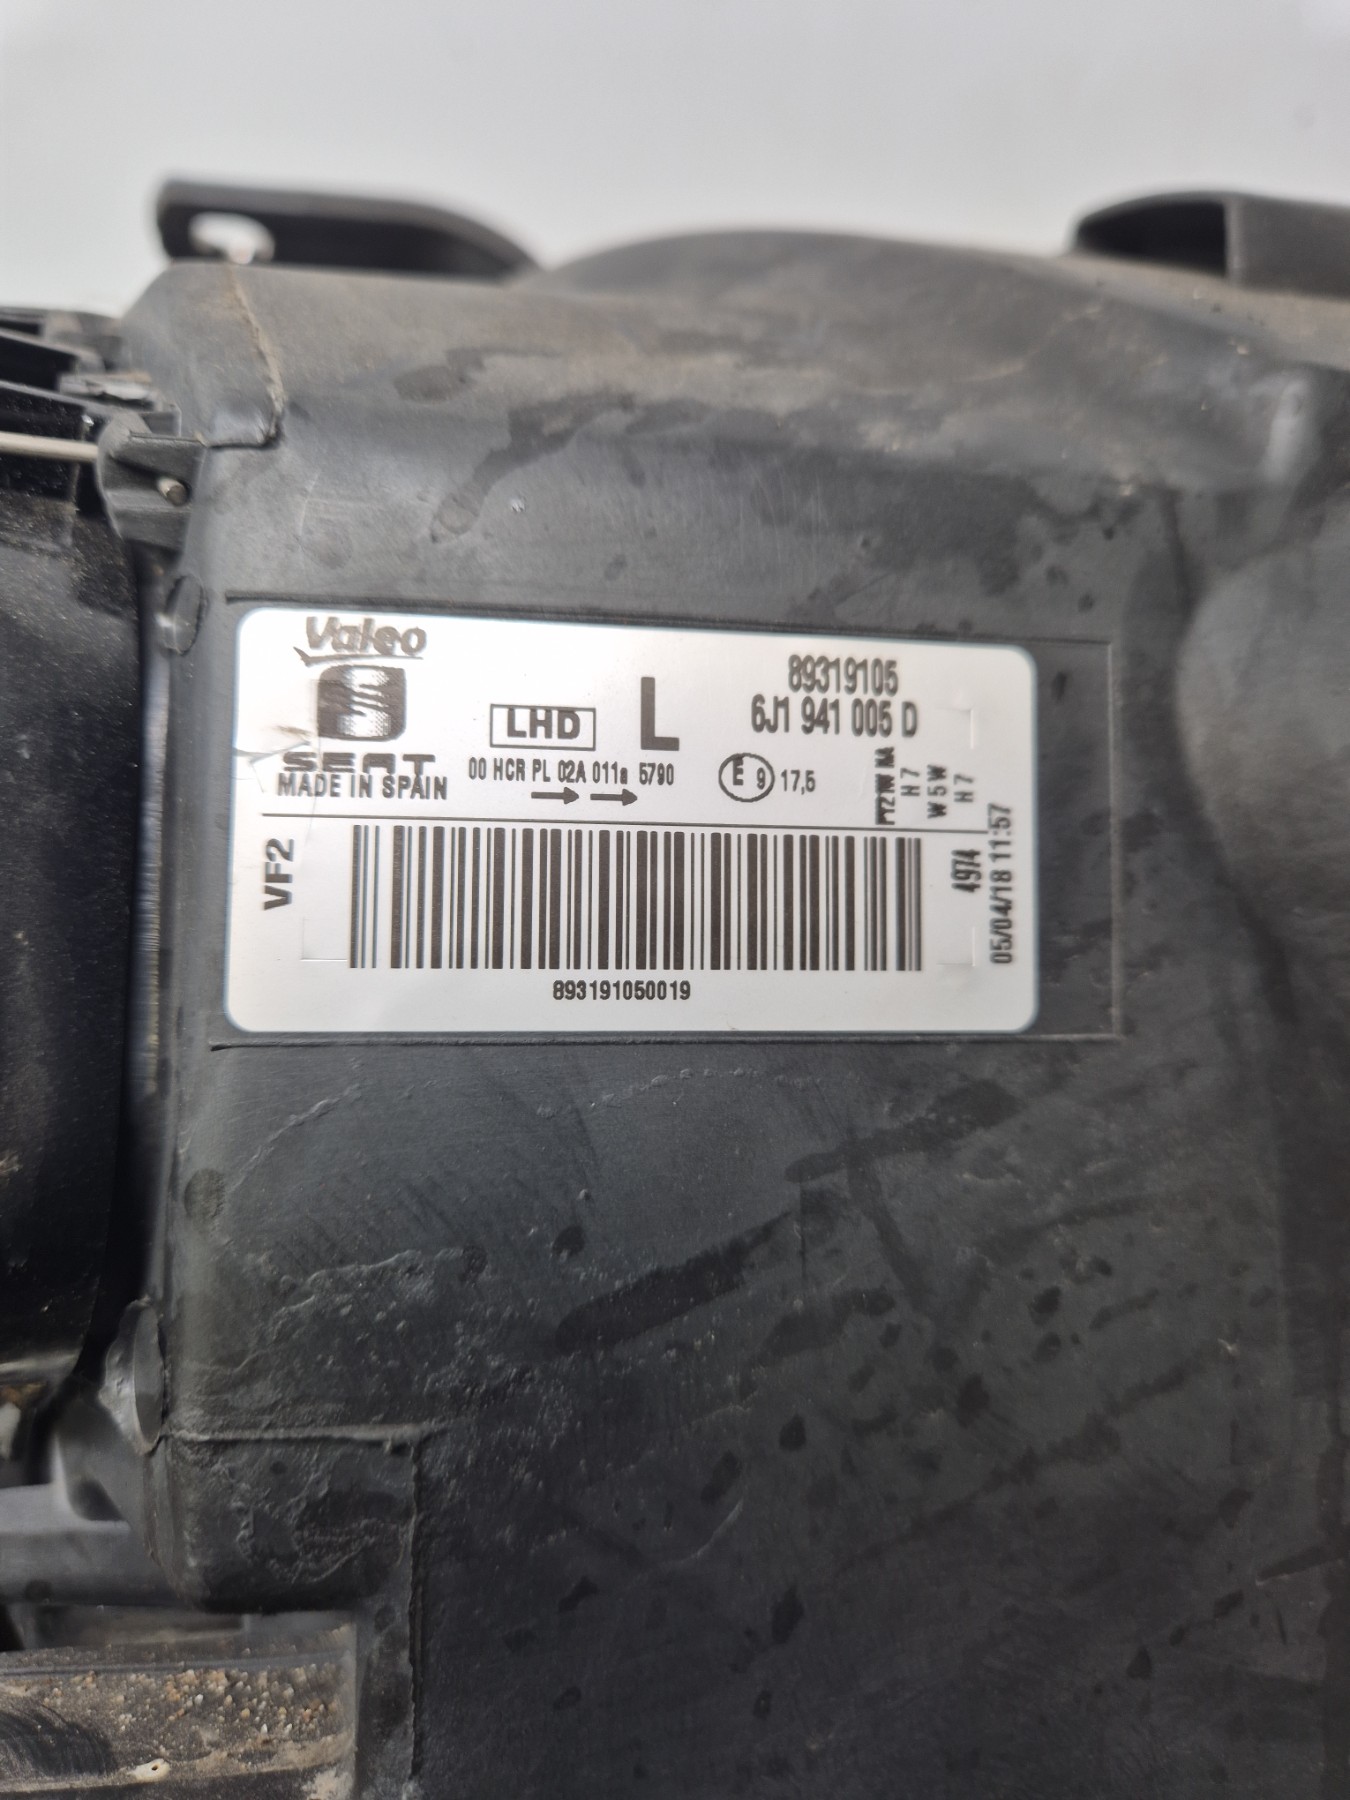 Valeo
SEAT
MADE IN SPAIN
LHD
L
89319105
6J1 941 005 D
00 HCR PL 02A 011a 5790
E 9
17,5
PY21W NA
H7
W5W
H7
VF2
4974
05/04/18 11:57
893191050019